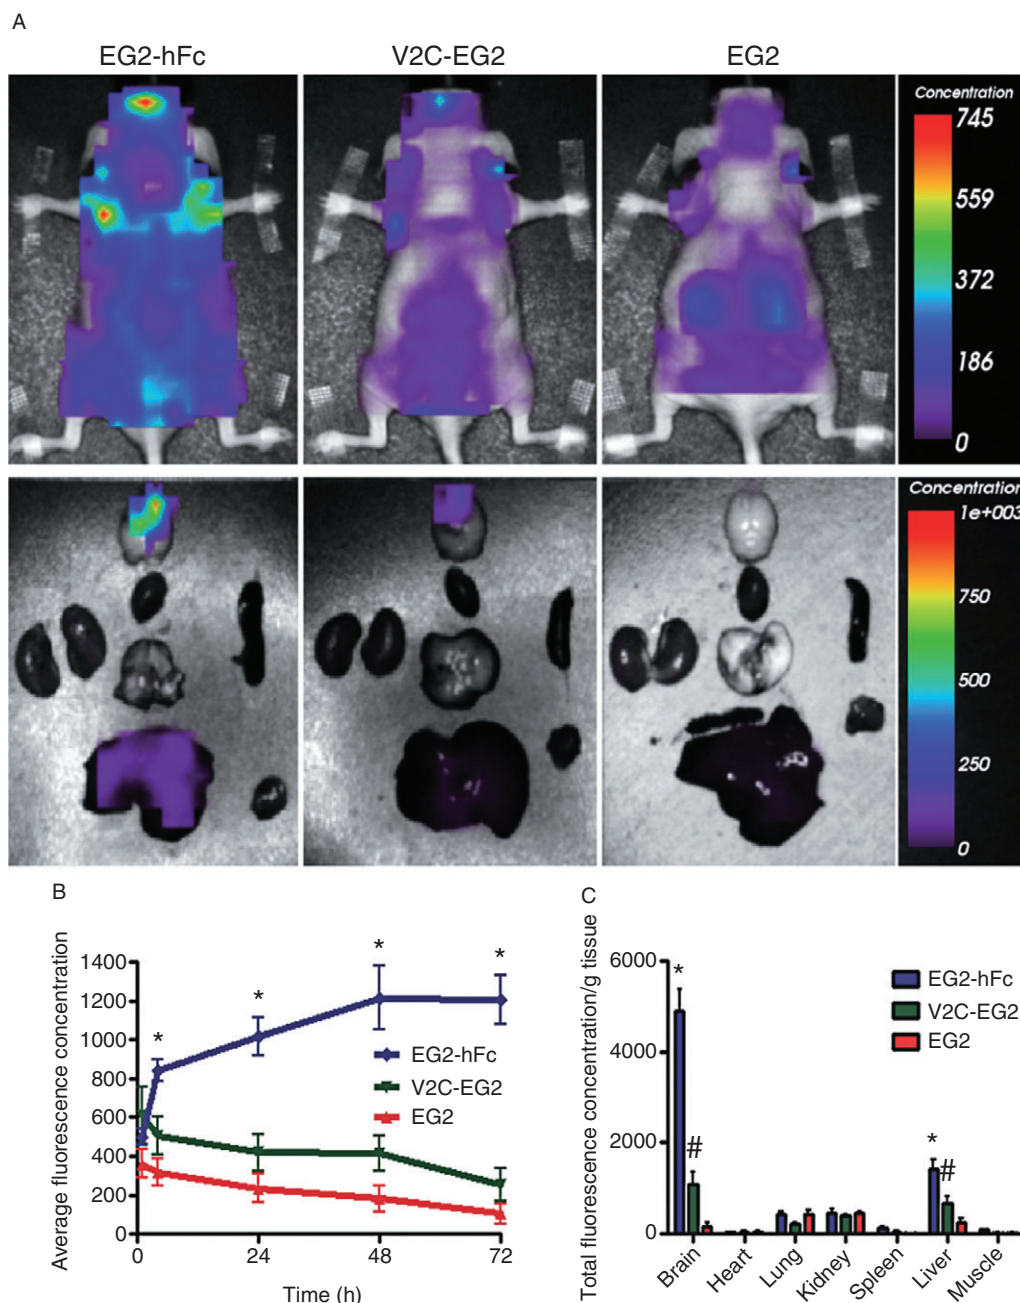 A
EG2-hFc V2C-EG2 EG2
Concentration
745
559
372
186
0
Concentration
1e+003
750
500
250
0
B
Average fluorescence concentration
1400
1200
1000
800
600
400
200
0
* * * *
EG2-hFc
V2C-EG2
EG2
0 24 48 72
Time (h)
C
Total fluorescence concentration/g tissue
6000
4000
2000
0
*
#
*
#
EG2-hFc
V2C-EG2
EG2
Brain Heart Lung Kidney Spleen Liver Muscle